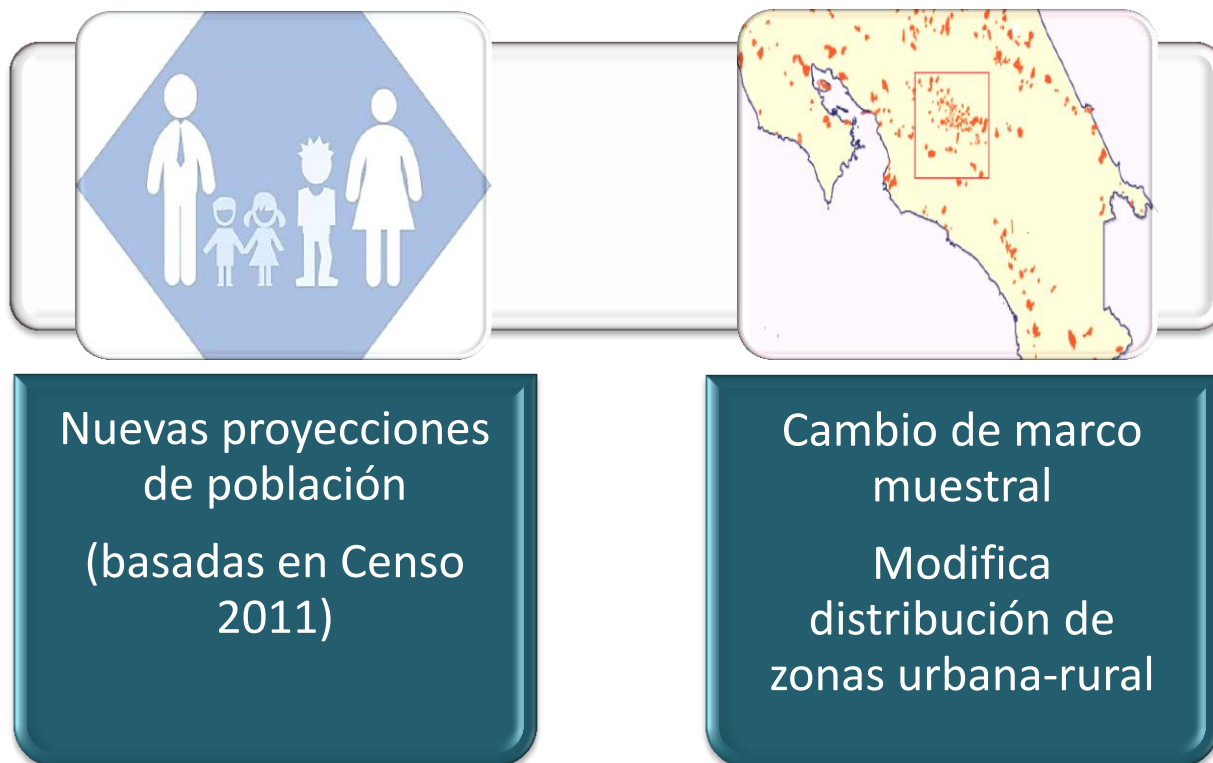 Nuevas proyecciones
de población
(basadas en Censo
2011)
Cambio de marco
muestral
Modifica
distribución de
zonas urbana-rural